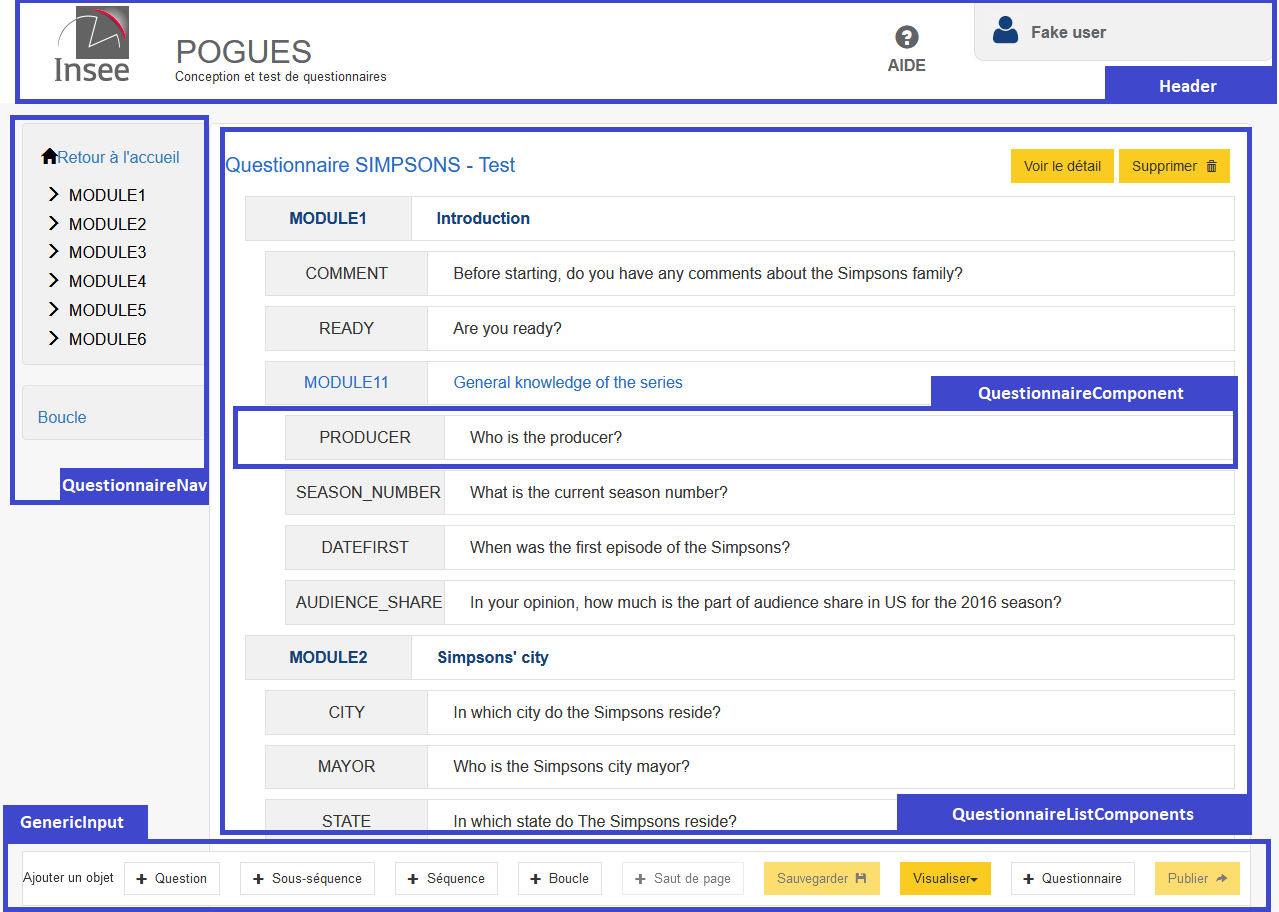 Insee
POGUES
Conception et test de questionnaires
?
AIDE
Fake user
Header
Retour à l'accueil
MODULE1
MODULE2
MODULE3
MODULE4
MODULE5
MODULE6
Boucle
QuestionnaireNav
Questionnaire SIMPSONS - Test
Voir le détail
Supprimer
MODULE1 Introduction
COMMENT Before starting, do you have any comments about the Simpsons family?
READY Are you ready?
MODULE11 General knowledge of the series
QuestionnaireComponent
PRODUCER Who is the producer?
SEASON_NUMBER What is the current season number?
DATEFIRST When was the first episode of the Simpsons?
AUDIENCE_SHARE In your opinion, how much is the part of audience share in US for the 2016 season?
MODULE2 Simpsons' city
CITY In which city do the Simpsons reside?
MAYOR Who is the Simpsons city mayor?
STATE In which state do The Simpsons reside?
QuestionnaireListComponents
GenericInput
Ajouter un objet + Question + Sous-séquence + Séquence + Boucle + Saut de page Sauvegarder Visualiser + Questionnaire Publier